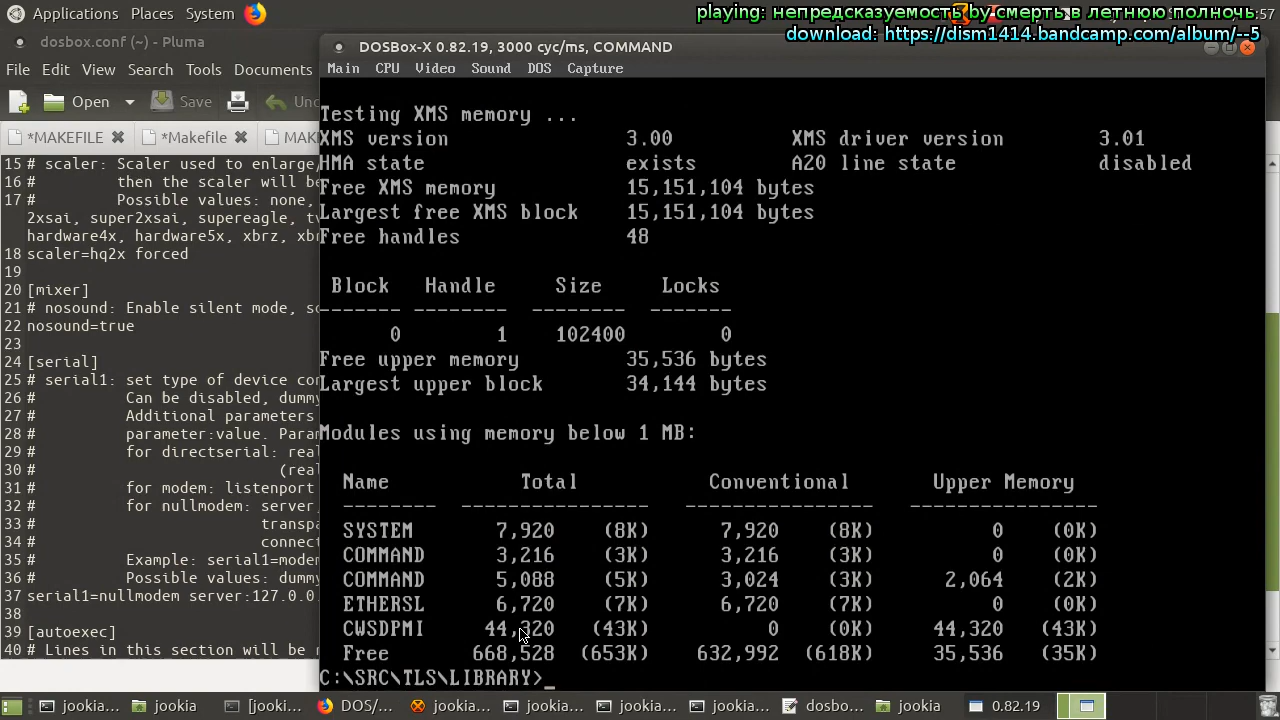 Applications Places System
playing: непредсказуемость by смерть в летнюю полночь
:57
download: https://dism1414.bandcamp.com/album/--5
dosbox.conf (~) - Pluma
DOSBox-X 0.82.19, 3000 cyc/ms, COMMAND
File Edit View Search Tools Documents
Main CPU Video Sound DOS Capture
Open Save
*MAKEFILE *Makefile
15 # scaler: Scaler used to enlarge/
16 # then the scaler will be
17 # Possible values: none,
2xsai, super2xsai, supereagle,
hardware4x, hardware5x, xbrz,
18 scaler=hq2x forced
19
20 [mixer]
21 # nosound: Enable silent mode,
22 nosound=true
23
24 [serial]
25 # serial1: set type of device
26 # Can be disabled,
27 # Additional parameters
28 # parameter:value.
29 # for directserial:
30 #
31 # for modem: listenport
32 # for nullmodem: server,
33 #
34 #
35 # Example:
36 # Possible values:
37 serial1=nullmodem server:127.0.0.
38
39 [autoexec]
40 # Lines in this section will be
Testing XMS memory ...
XMS version 3.00 XMS driver version 3.01
HMA state exists A20 line state disabled
Free XMS memory 15,151,104 bytes
Largest free XMS block 15,151,104 bytes
Free handles 48
Block Handle Size Locks
------- -------- -------- -------
0 1 102400 0
Free upper memory 35,536 bytes
Largest upper block 34,144 bytes
Modules using memory below 1 MB:
Name Total Conventional Upper Memory
-------- ---------------- ---------------- ----------------
SYSTEM 7,920 (8K) 7,920 (8K) 0 (0K)
COMMAND 3,216 (3K) 3,216 (3K) 0 (0K)
COMMAND 5,088 (5K) 3,024 (3K) 2,064 (2K)
ETHERSL 6,720 (7K) 6,720 (7K) 0 (0K)
CWSDPMI 44,320 (43K) 0 (0K) 44,320 (43K)
Free 668,528 (653K) 632,992 (618K) 35,536 (35K)
C:\SRC\TLS\LIBRARY>_
jookia... jookia [jooki... DOS/... jookia... jookia... jookia... jookia... dosbo... jookia 0.82.19